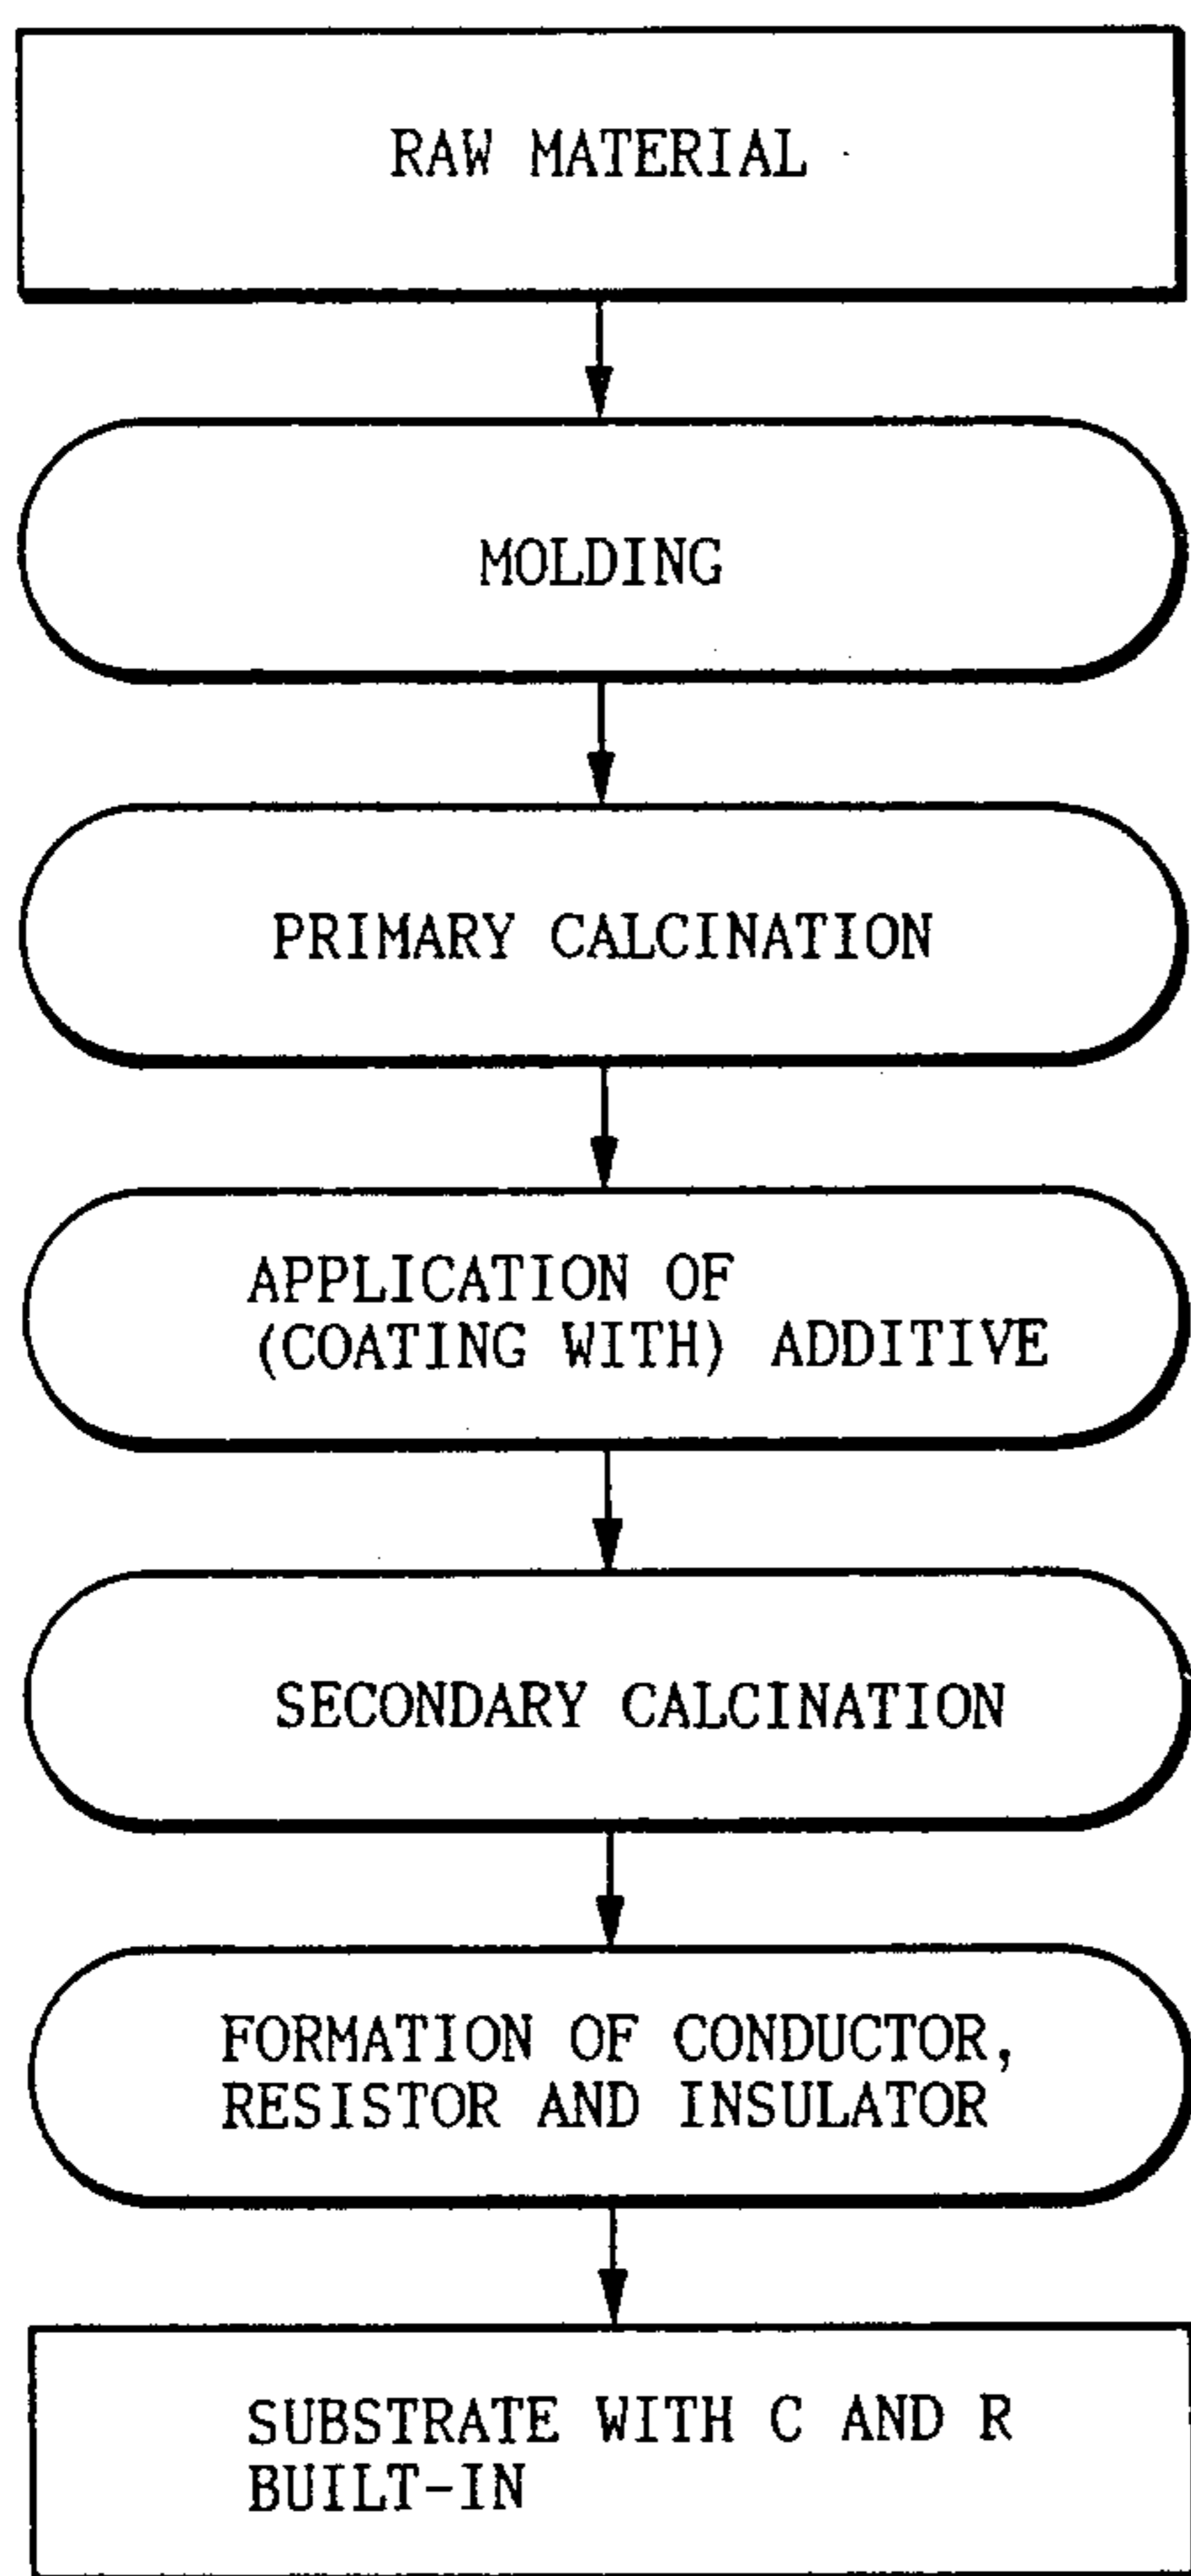 RAW MATERIAL
MOLDING
PRIMARY CALCINATION
APPLICATION OF
(COATING WITH) ADDITIVE
SECONDARY CALCINATION
FORMATION OF CONDUCTOR,
RESISTOR AND INSULATOR
SUBSTRATE WITH C AND R
BUILT-IN